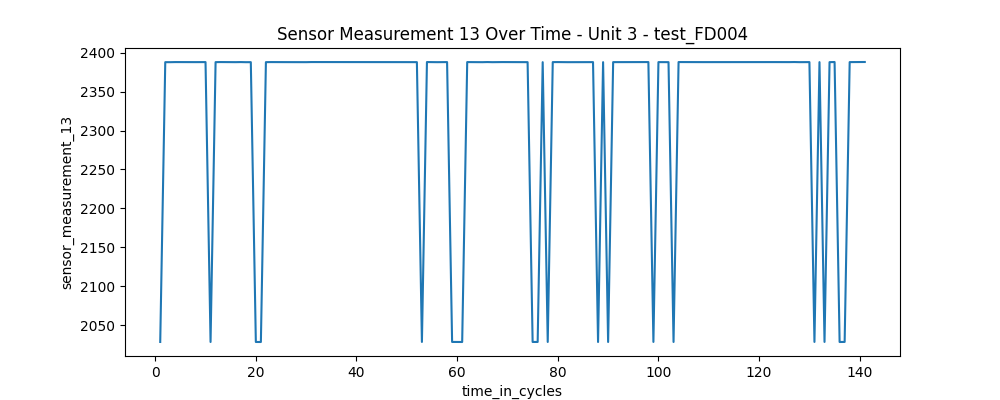 Sensor Measurement 13 Over Time - Unit 3 - test_FD004
2400
2350
2300
2250
2200
2150
2100
2050
sensor_measurement_13
0 20 40 60 80 100 120 140
time_in_cycles